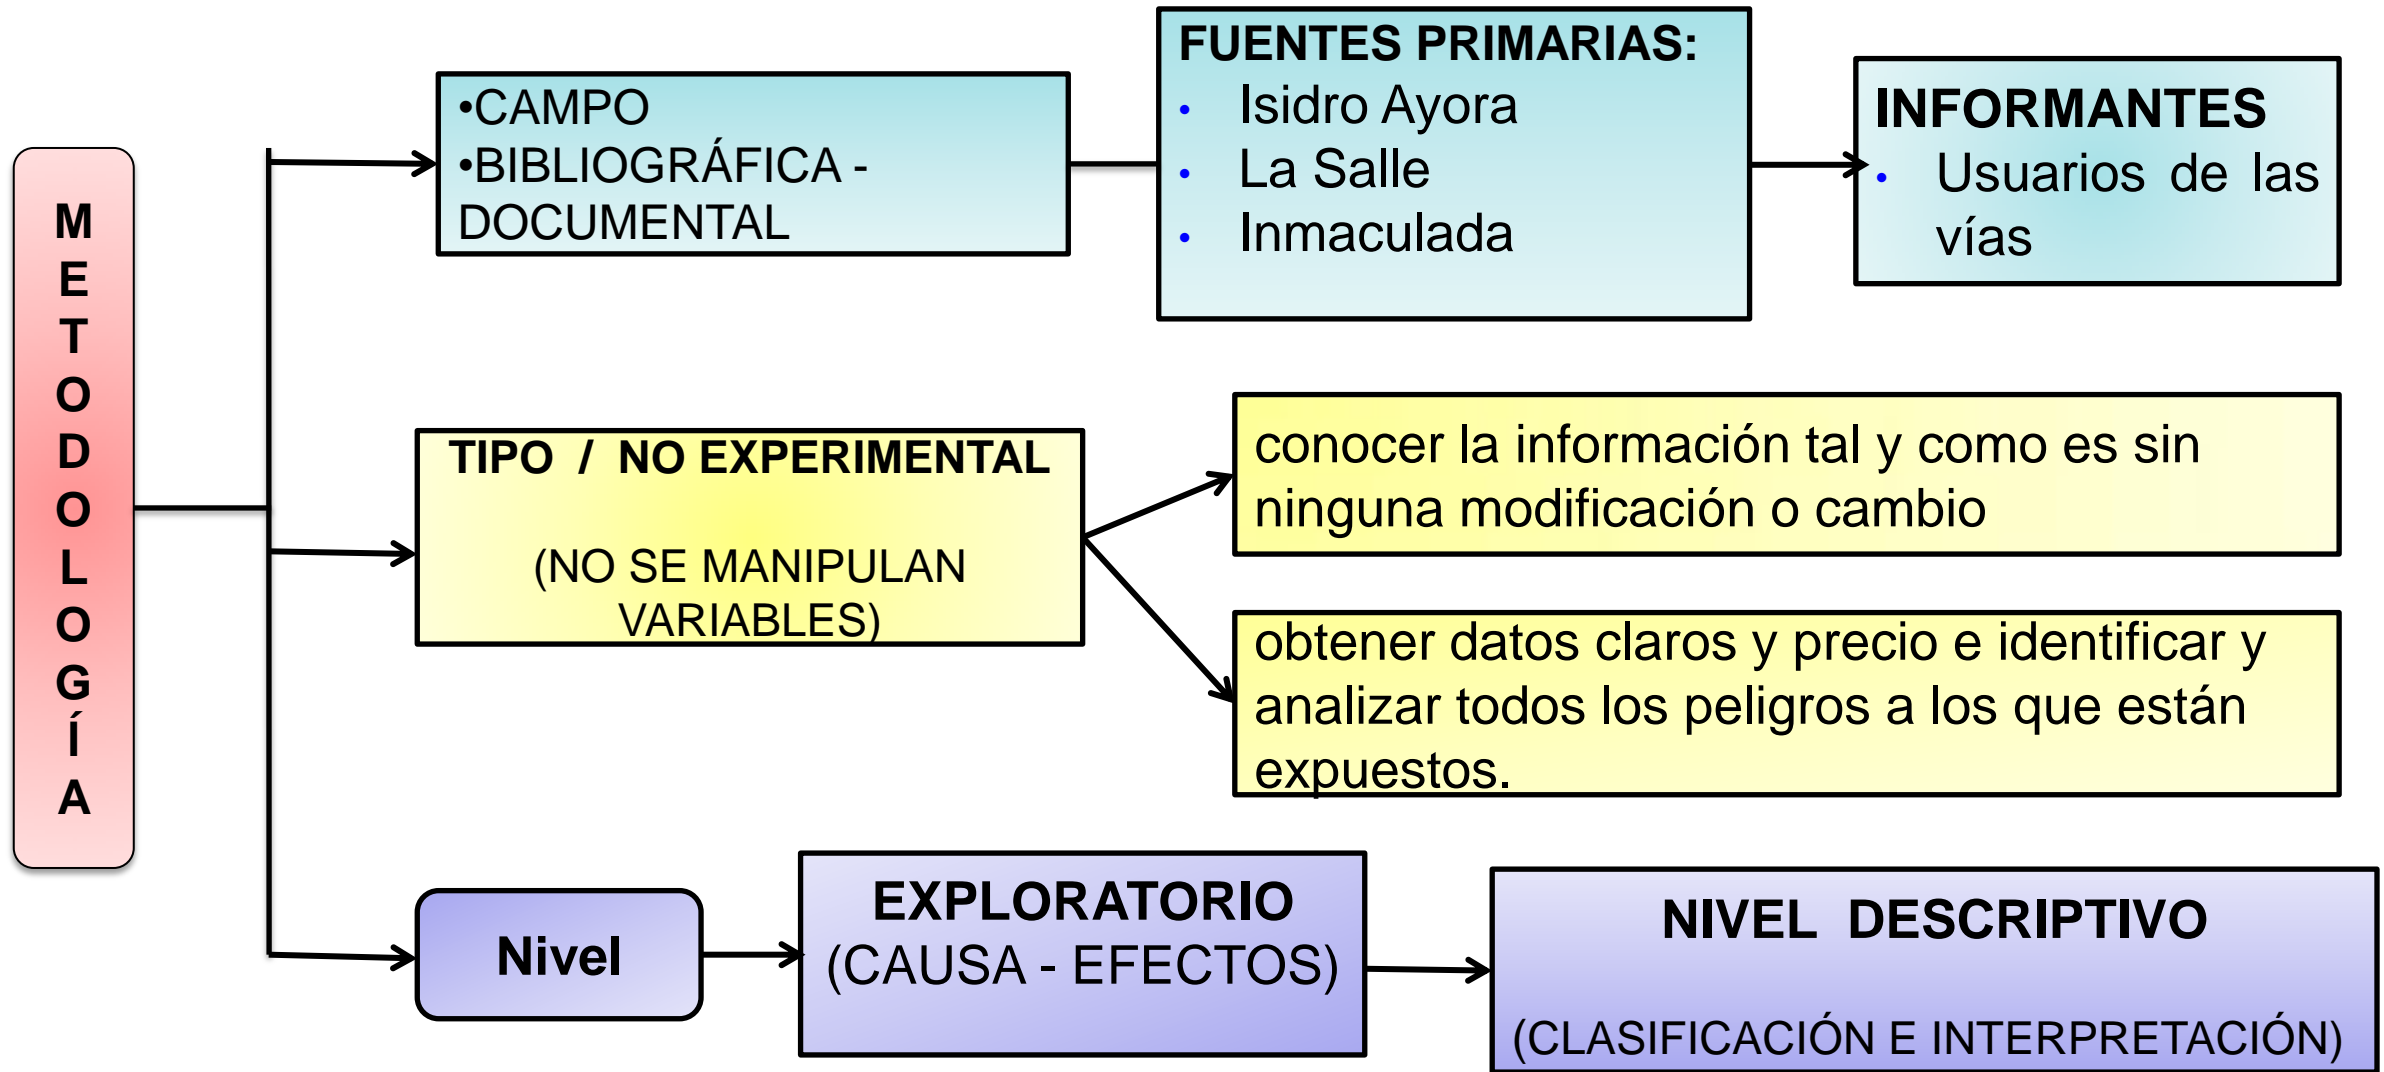 METODOLOGÍA
•CAMPO
•BIBLIOGRÁFICA -
DOCUMENTAL
FUENTES PRIMARIAS:
• Isidro Ayora
• La Salle
• Inmaculada
INFORMANTES
• Usuarios de las
vías
TIPO / NO EXPERIMENTAL
(NO SE MANIPULAN
VARIABLES)
conocer la información tal y como es sin
ninguna modificación o cambio
obtener datos claros y precio e identificar y
analizar todos los peligros a los que están
expuestos.
Nivel
EXPLORATORIO
(CAUSA - EFECTOS)
NIVEL DESCRIPTIVO
(CLASIFICACIÓN E INTERPRETACIÓN)